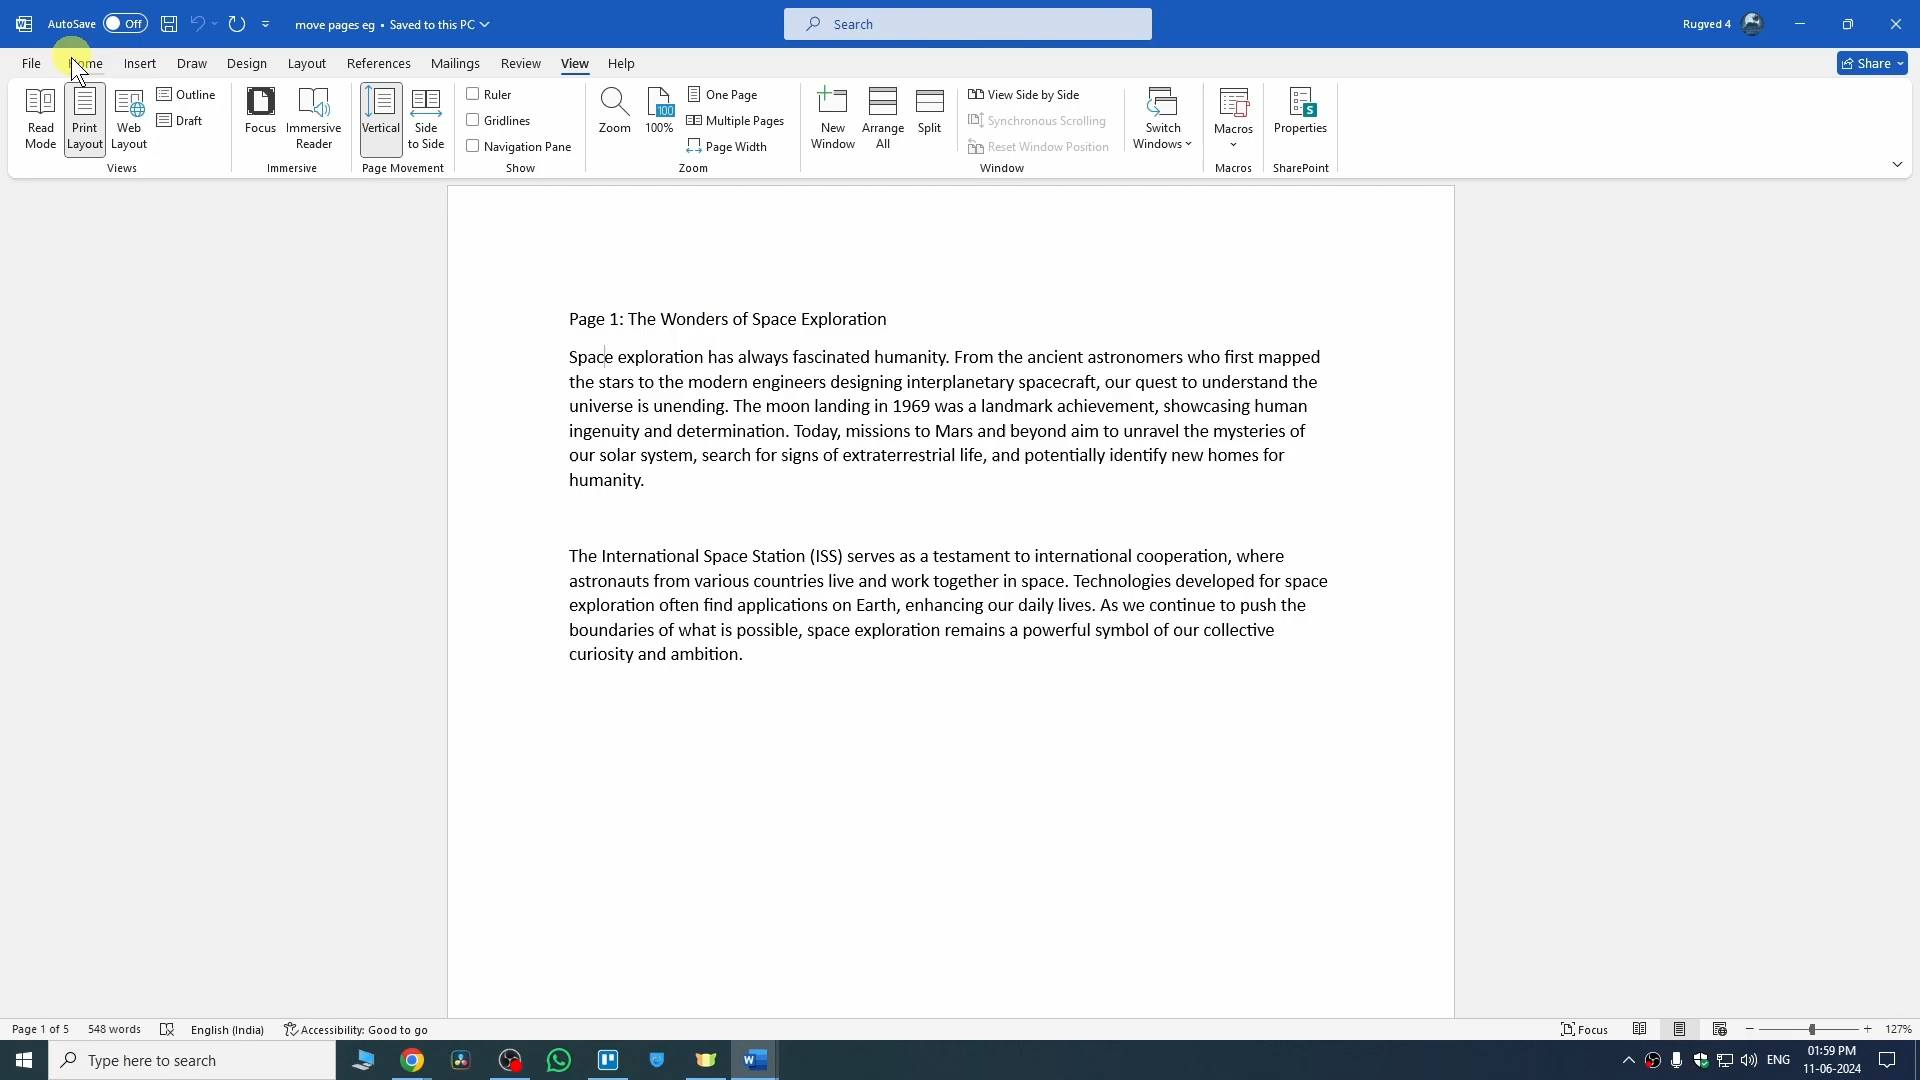 AutoSave Off move pages eg • Saved to this PC Search Rugved 4
File Home Insert Draw Design Layout References Mailings Review View Help Share
Read Mode
Print Layout
Web Layout
Outline
Draft
Views
Focus
Immersive Reader
Immersive
Vertical
Side to Side
Page Movement
Ruler
Gridlines
Navigation Pane
Show
Zoom
100
100%
One Page
Multiple Pages
Page Width
Zoom
New Window
Arrange All
Split
View Side by Side
Synchronous Scrolling
Reset Window Position
Switch Windows
Window
Macros
Macros
S
Properties
SharePoint
Page 1: The Wonders of Space Exploration
Space exploration has always fascinated humanity. From the ancient astronomers who first mapped
the stars to the modern engineers designing interplanetary spacecraft, our quest to understand the
universe is unending. The moon landing in 1969 was a landmark achievement, showcasing human
ingenuity and determination. Today, missions to Mars and beyond aim to unravel the mysteries of
our solar system, search for signs of extraterrestrial life, and potentially identify new homes for
humanity.
The International Space Station (ISS) serves as a testament to international cooperation, where
astronauts from various countries live and work together in space. Technologies developed for space
exploration often find applications on Earth, enhancing our daily lives. As we continue to push the
boundaries of what is possible, space exploration remains a powerful symbol of our collective
curiosity and ambition.
Page 1 of 5 548 words English (India) Accessibility: Good to go Focus 127%
Type here to search ENG 01:59 PM
11-06-2024